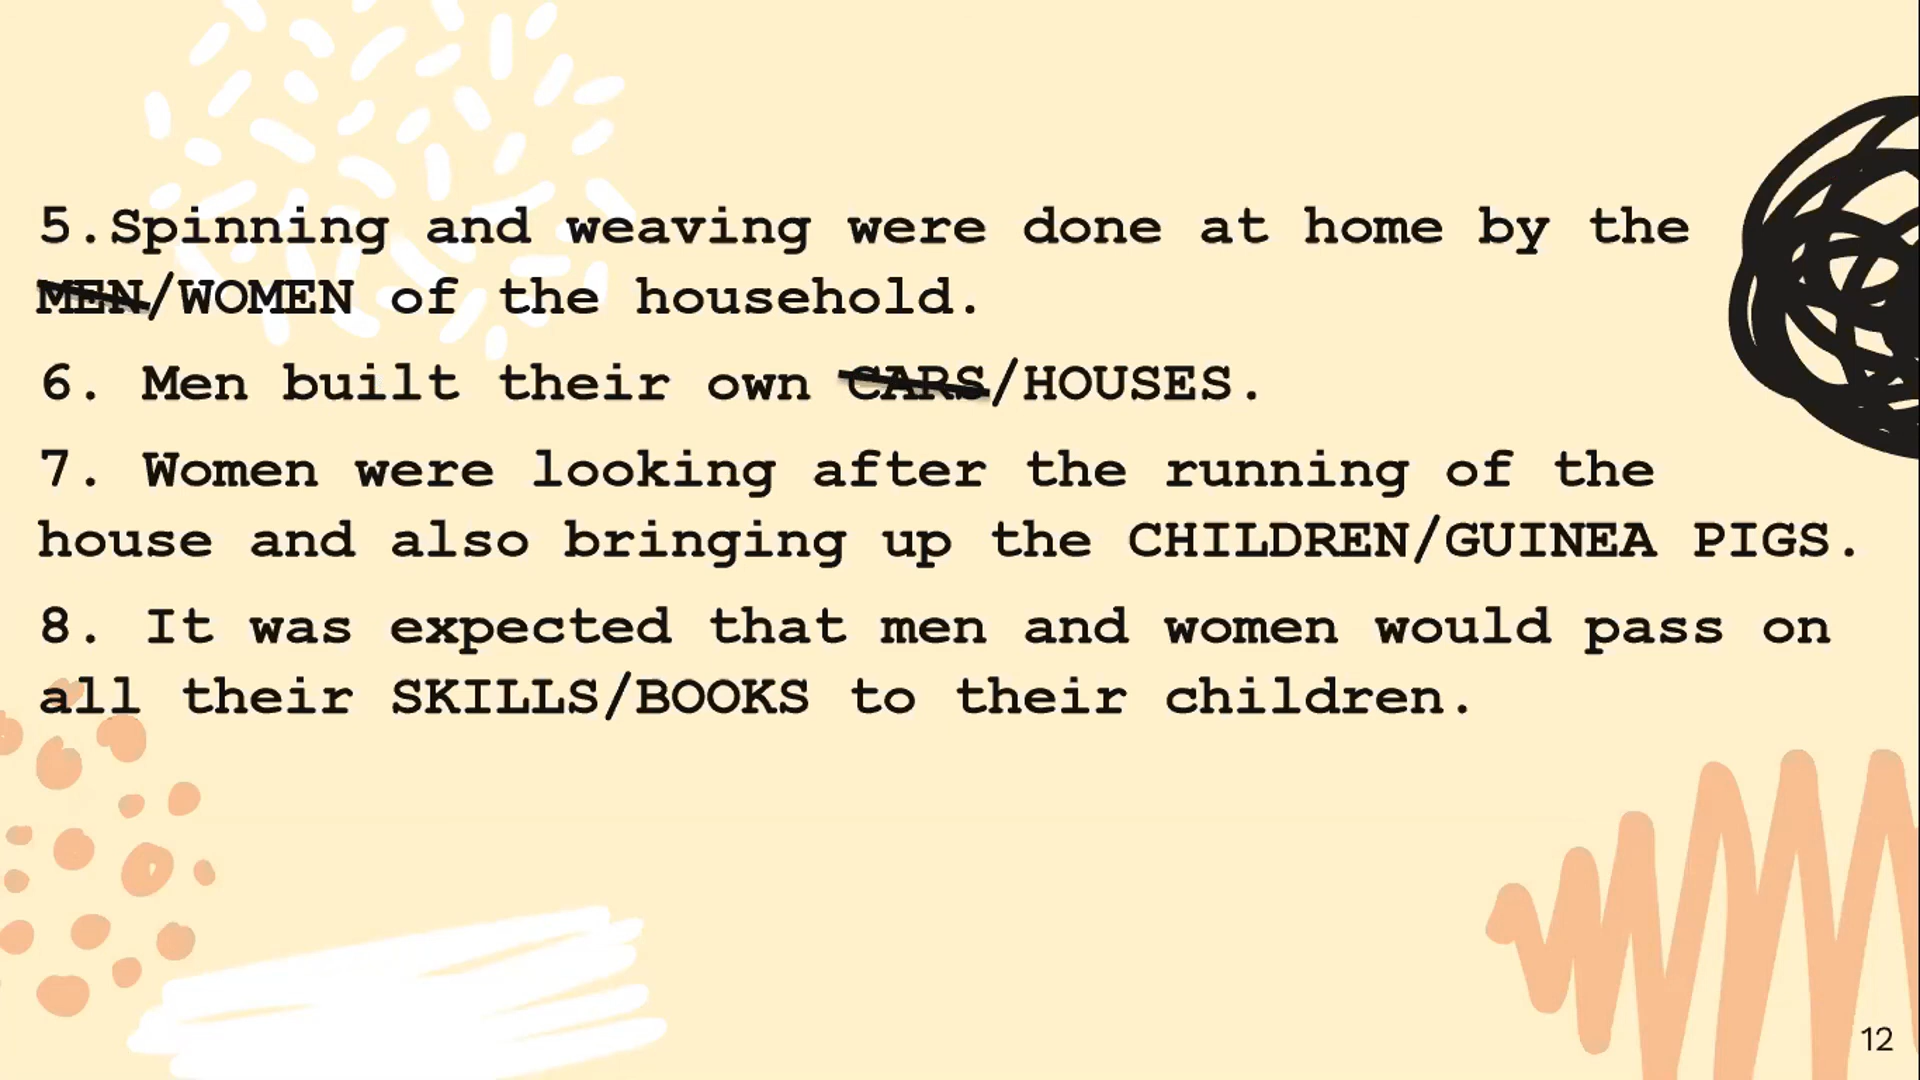 5.Spinning and weaving were done at home by the
MEN/WOMEN of the household.
6. Men built their own CARS/HOUSES.
7. Women were looking after the running of the
house and also bringing up the CHILDREN/GUINEA PIGS.
8. It was expected that men and women would pass on
all their SKILLS/BOOKS to their children.
12